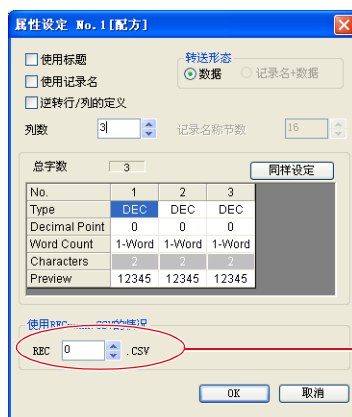 属性设定 No.1[配方]
使用标题
转送形态
数据
记录名+数据
使用记录名
逆转行/列的定义
列数 3
记录名称节数 16
总字数 3
同样设定
No. 1 2 3
Type DEC DEC DEC
Decimal Point 0 0 0
Word Count 1-Word 1-Word 1-Word
Characters 2 2 2
Preview 12345 12345 12345
REC 0 .CSV
OK
取消